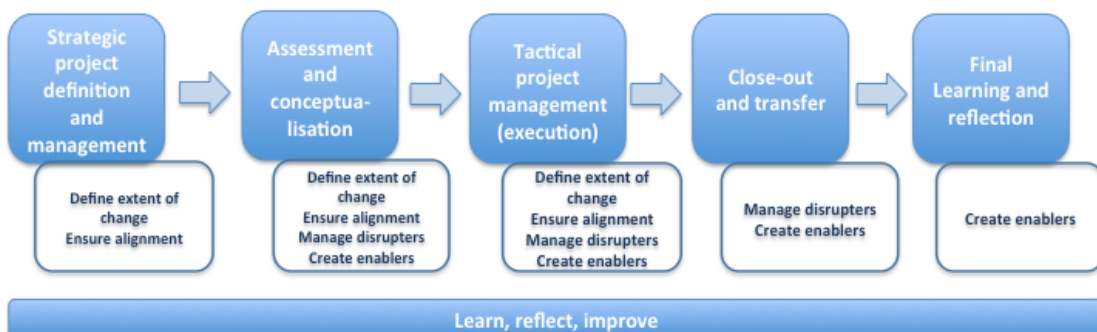 Strategic
project
definition
and
management
Define extent of
change
Ensure alignment
Assessment
and
conceptua-
lisation
Define extent of
change
Ensure alignment
Manage disrupters
Create enablers
Tactical
project
management
(execution)
Define extent of
change
Ensure alignment
Manage disrupters
Create enablers
Close-out
and transfer
Manage disrupters
Create enablers
Final
Learning and
reflection
Create enablers
Learn, reflect, improve